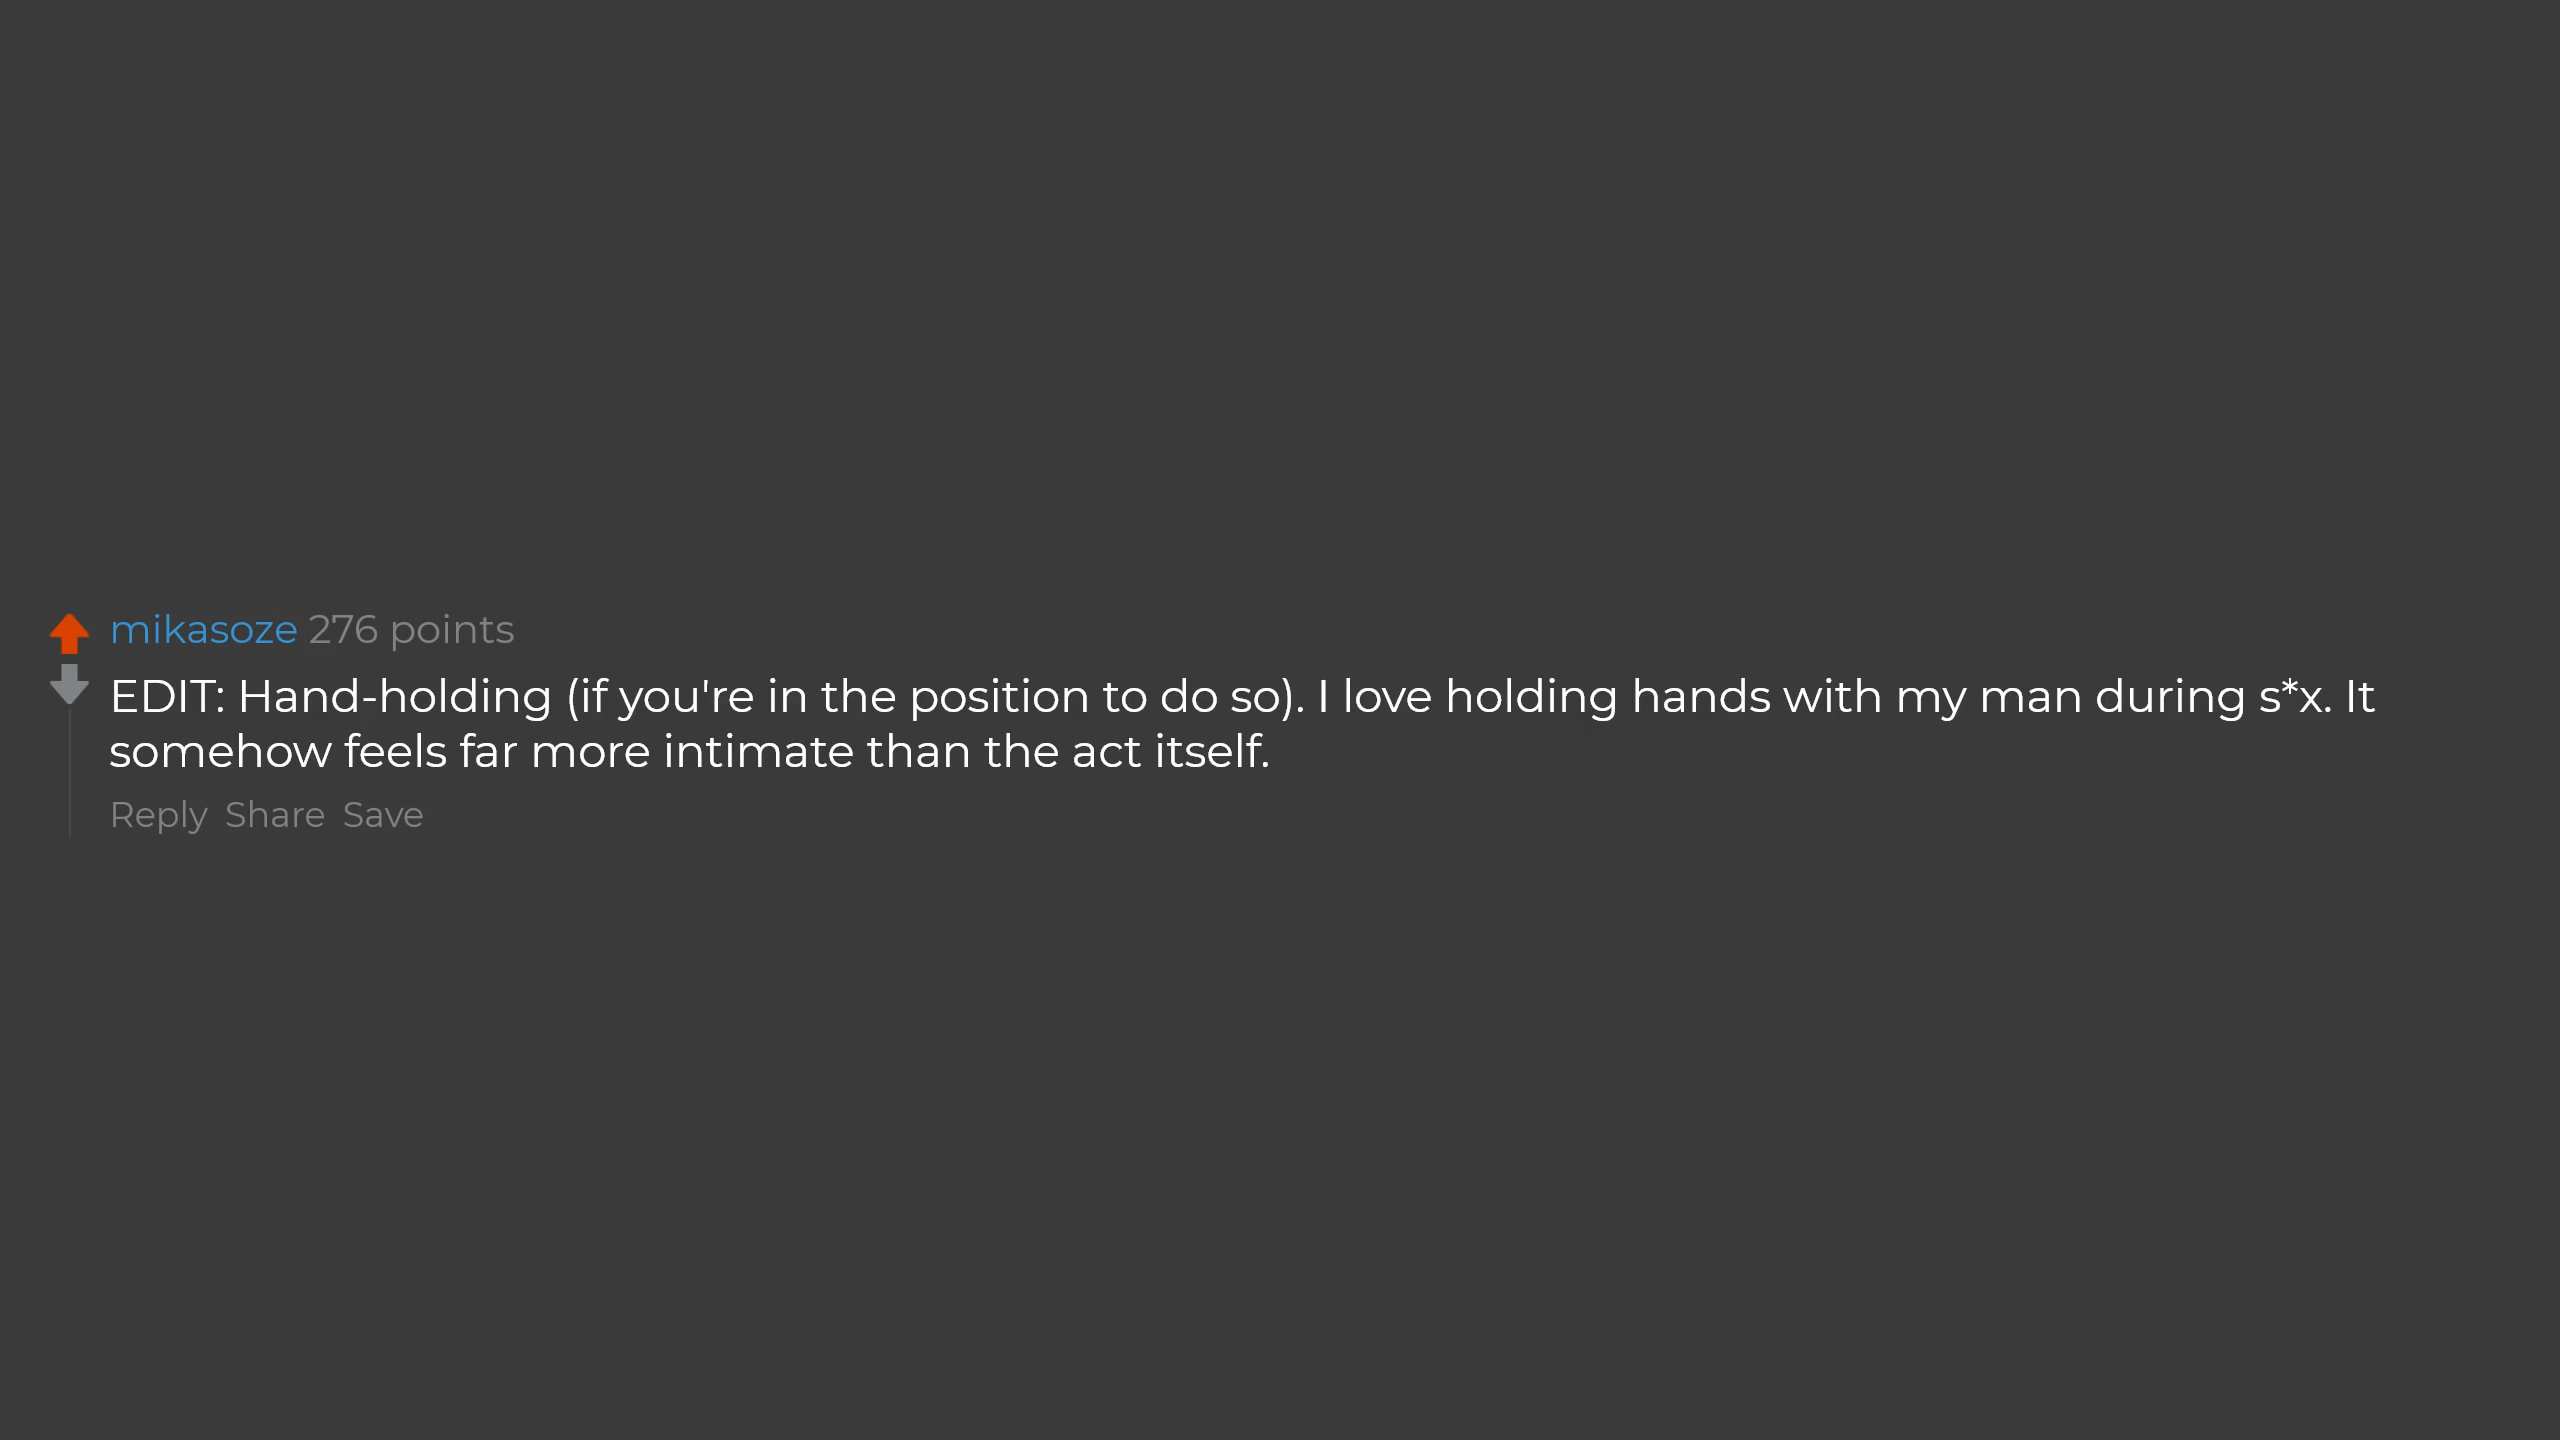 mikasoze 276 points
EDIT: Hand-holding (if you're in the position to do so). I love holding hands with my man during s*x. It
somehow feels far more intimate than the act itself.
Reply Share Save